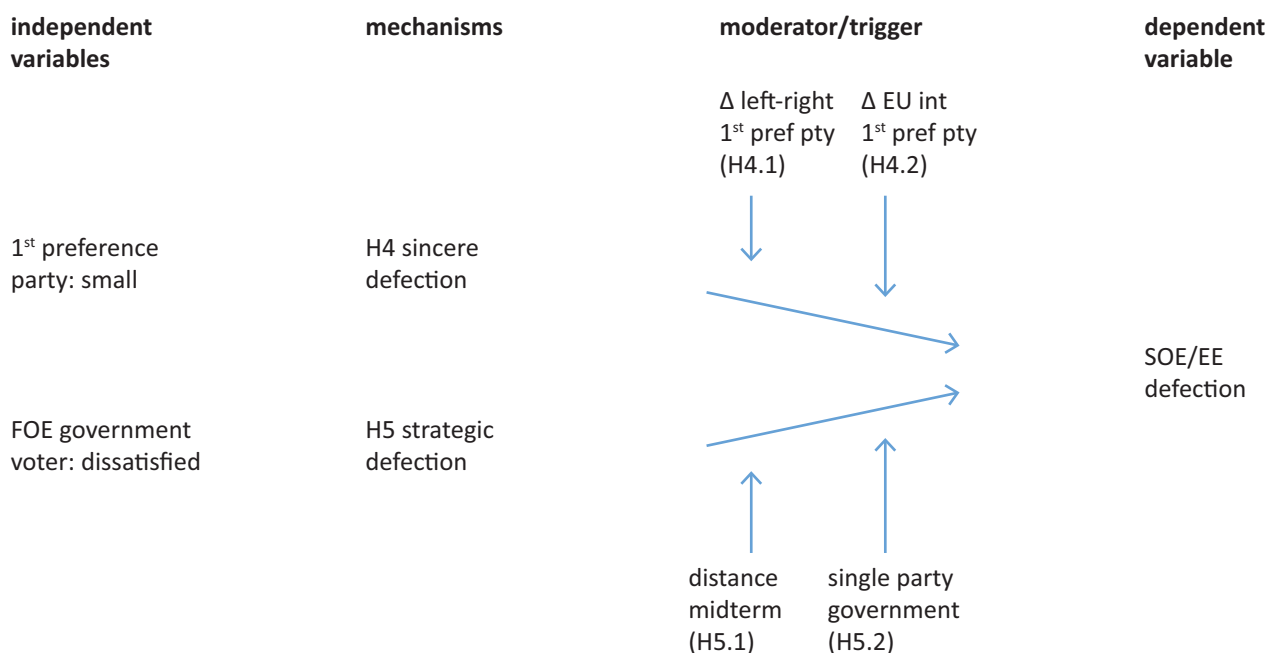 independent
variables
mechanisms
moderator/trigger
dependent
variable
Δ left-right
1st pref pty
(H4.1)
Δ EU int
1st pref pty
(H4.2)
1st preference
party: small
H4 sincere
defection
SOE/EE
defection
FOE government
voter: dissatisfied
H5 strategic
defection
distance
midterm
(H5.1)
single party
government
(H5.2)